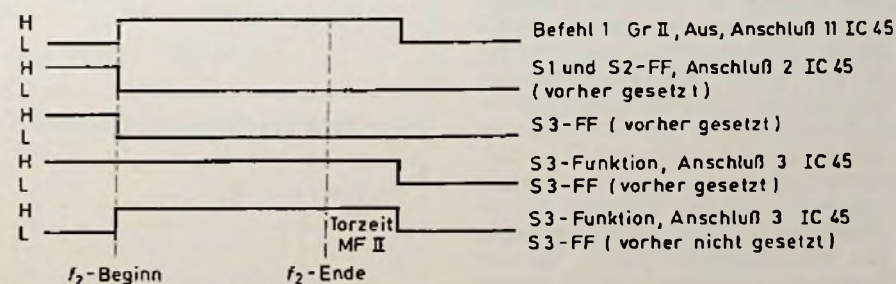 H
L
Befehl 1 Gr II, Aus, Anschluß 11 IC 45
H
L
S1 und S2-FF, Anschluß 2 IC 45
(vorher gesetzt)
H
L
S3-FF (vorher gesetzt)
H
L
S3-Funktion, Anschluß 3 IC 45
S3-FF (vorher gesetzt)
H
L
Torzeit
MF II
S3-Funktion, Anschluß 3 IC 45
S3-FF (vorher nicht gesetzt)
f₂-Beginn
f₂-Ende